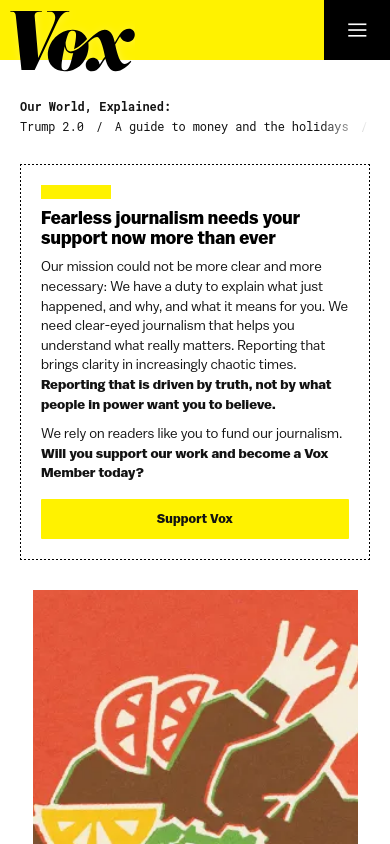 Vox
Our World, Explained:
Trump 2.0 / A guide to money and the holidays /
Fearless journalism needs your
support now more than ever
Our mission could not be more clear and more
necessary: We have a duty to explain what just
happened, and why, and what it means for you. We
need clear-eyed journalism that helps you
understand what really matters. Reporting that
brings clarity in increasingly chaotic times.
Reporting that is driven by truth, not by what
people in power want you to believe.
We rely on readers like you to fund our journalism.
Will you support our work and become a Vox
Member today?
Support Vox